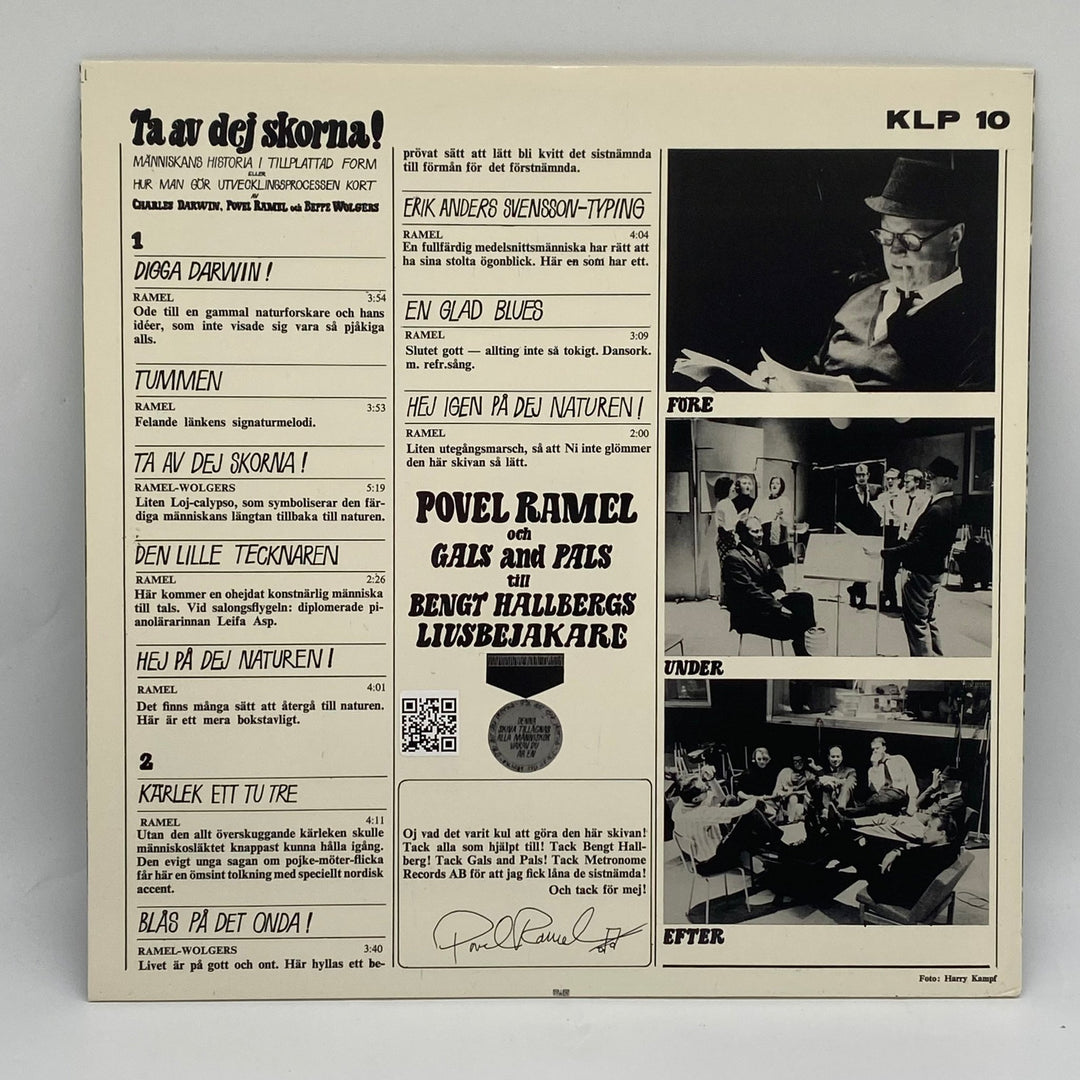 Ta av dej skorna!
MÄNNISKANS HISTORIA I TILLPLATTAD FORM
ELLER
HUR MAN GÖR UTVECKLINGSPROCESSEN KORT
AV
CHARLES DARWIN, POVEL RAMEL och BEPPE WOLGERS
1
DIGGA DARWIN!
RAMEL 3:54
Ode till en gammal naturforskare och hans
idéer, som inte visade sig vara så pjåkiga
alls.
TUMMEN
RAMEL 3:53
Felande länkens signaturmelodi.
TA AV DEJ SKORNA!
RAMEL-WOLGERS 5:19
Liten Loj-calypso, som symboliserar den fär-
diga människans längtan tillbaka till naturen.
DEN LILLE TECKNAREN
RAMEL 2:26
Här kommer en ohejdat konstnärlig människa
till tals. Vid salongsflygeln: diplomerade pi-
anolärarinnan Leifa Asp.
HEJ PÅ DEJ NATUREN!
RAMEL 4:01
Det finns många sätt att återgå till naturen.
Här är ett mera bokstavligt.
2
KÄRLEK ETT TU TRE
RAMEL 4:11
Utan den allt överskuggande kärleken skulle
människosläktet knappast kunna hålla igång.
Den evigt unga sagan om pojke-möter-flicka
får här en ömsint tolkning med speciellt nordisk
accent.
BLÅS PÅ DET ONDA!
RAMEL-WOLGERS 3:40
Livet är på gott och ont. Här hyllas ett be-
prövat sätt att lätt bli kvitt det sistnämnda
till förmån för det förstnämnda.
ERIK ANDERS SVENSSON-TYPING
RAMEL 4:04
En fullfärdig medelsnittsmänniska har rätt att
ha sina stolta ögonblick. Här en som har ett.
EN GLAD BLUES
RAMEL 3:09
Slutet gott — allting inte så tokigt. Dansork.
m. refr.sång.
HEJ IGEN PÅ DEJ NATUREN!
RAMEL 2:00
Liten utegångsmarsch, så att Ni inte glömmer
den här skivan så lätt.
POVEL RAMEL
och
GALS and PALS
till
BENGT HALLBERGS
LIVSBEJAKARE
DENNA
SKIVA TILLÄGNAS
ALLA MÄNNISKOR
VARAV DU
ÄR EN
Oj vad det varit kul att göra den här skivan!
Tack alla som hjälpt till! Tack Bengt Hall-
berg! Tack Gals and Pals! Tack Metronome
Records AB för att jag fick låna de sistnämda!
Och tack för mej!
Povel Ramel
KLP 10
FÖRE
UNDER
EFTER
Foto: Harry Kampf